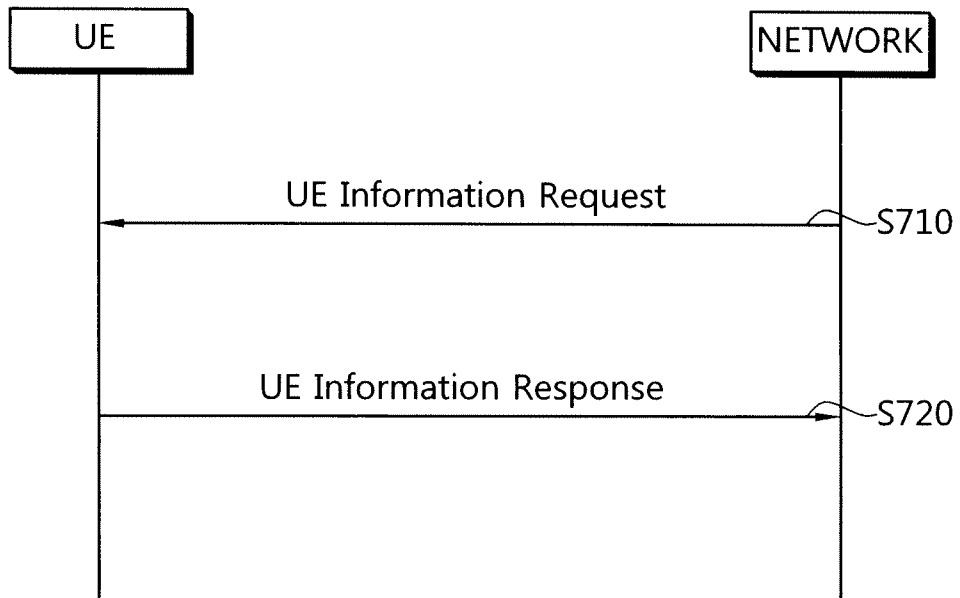 UE
NETWORK
UE Information Request
S710
UE Information Response
S720